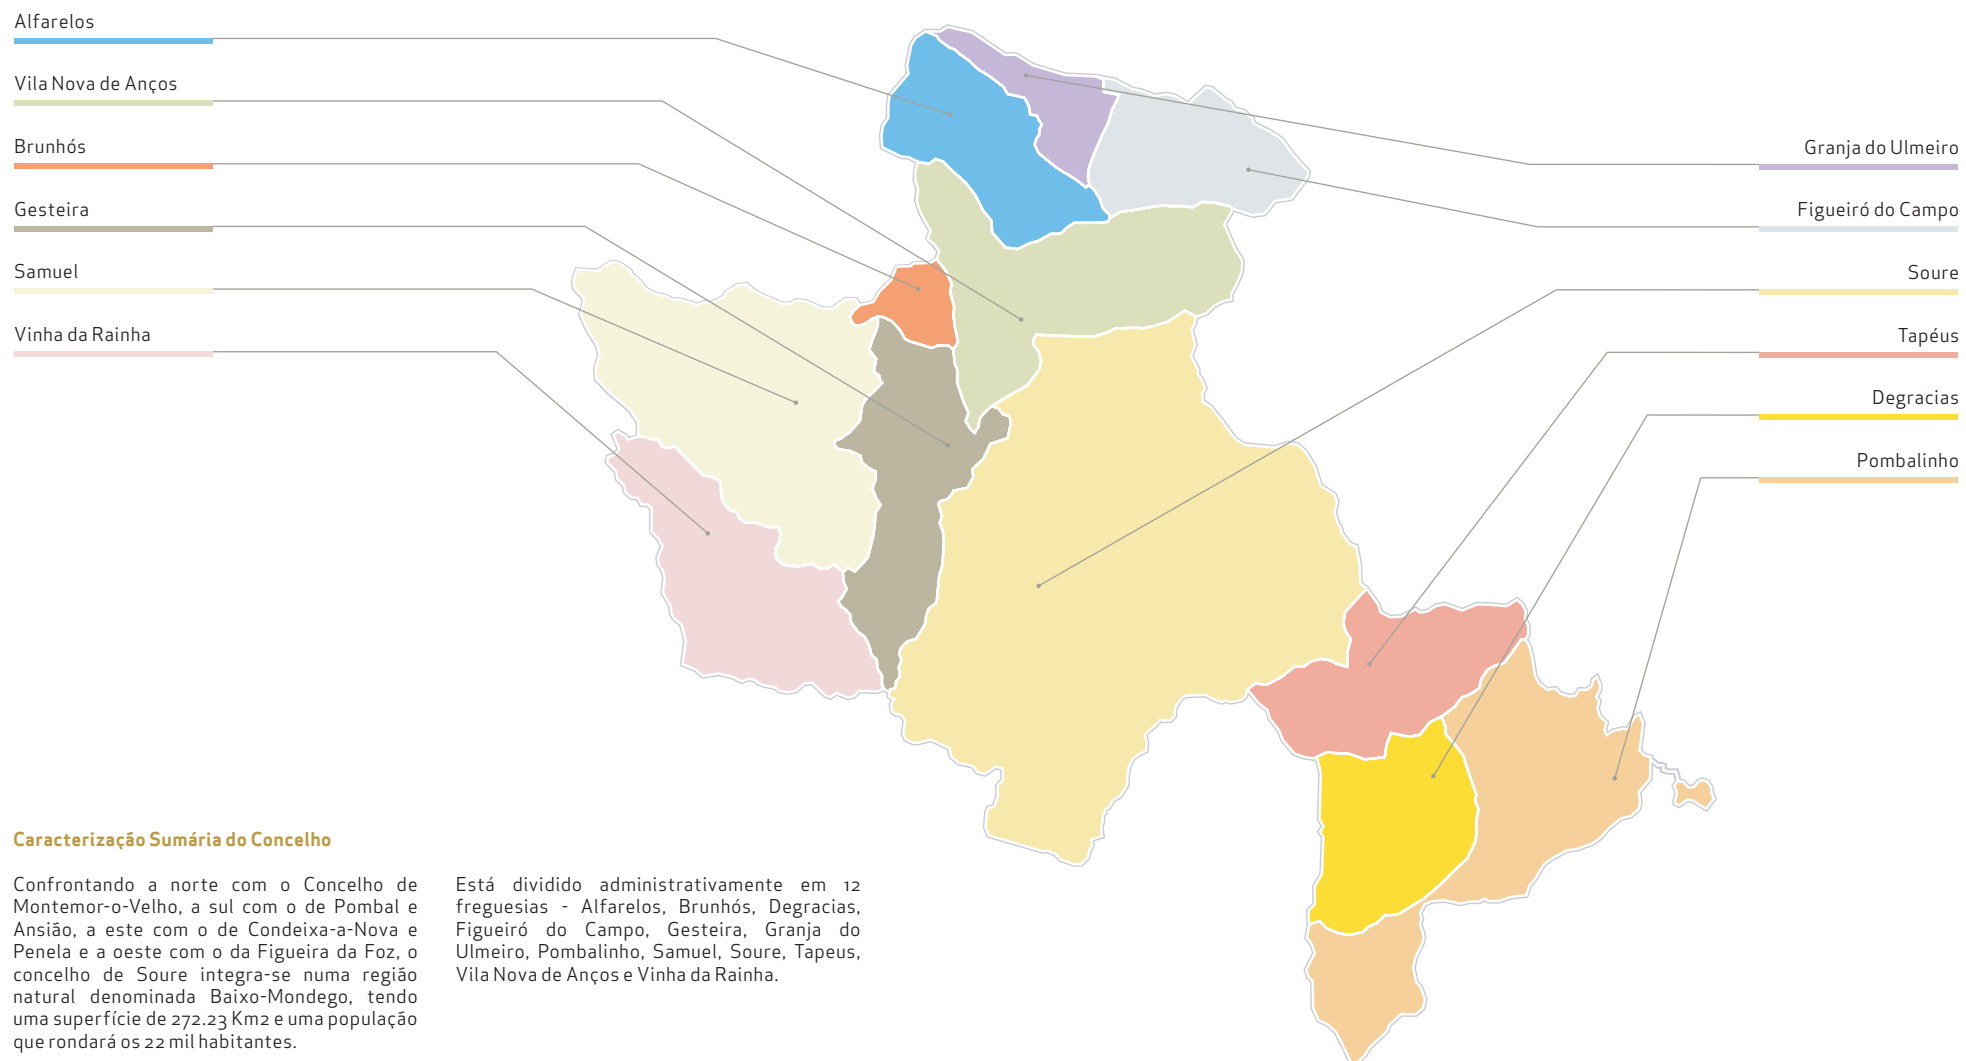 Alfarelos
Vila Nova de Anços
Brunhós
Gesteira
Samuel
Vinha da Rainha
Granja do Ulmeiro
Figueiró do Campo
Soure
Tapéus
Degracias
Pombalinho
Caracterização Sumária do Concelho
Confrontando a norte com o Concelho de
Montemor-o-Velho, a sul com o de Pombal e
Ansião, a este com o de Condeixa-a-Nova e
Penela e a oeste com o da Figueira da Foz, o
concelho de Soure integra-se numa região
natural denominada Baixo-Mondego, tendo
uma superfície de 272.23 Km2 e uma população
que rondará os 22 mil habitantes.
Está dividido administrativamente em 12
freguesias - Alfarelos, Brunhós, Degracias,
Figueiró do Campo, Gesteira, Granja do
Ulmeiro, Pombalinho, Samuel, Soure, Tapeus,
Vila Nova de Anços e Vinha da Rainha.